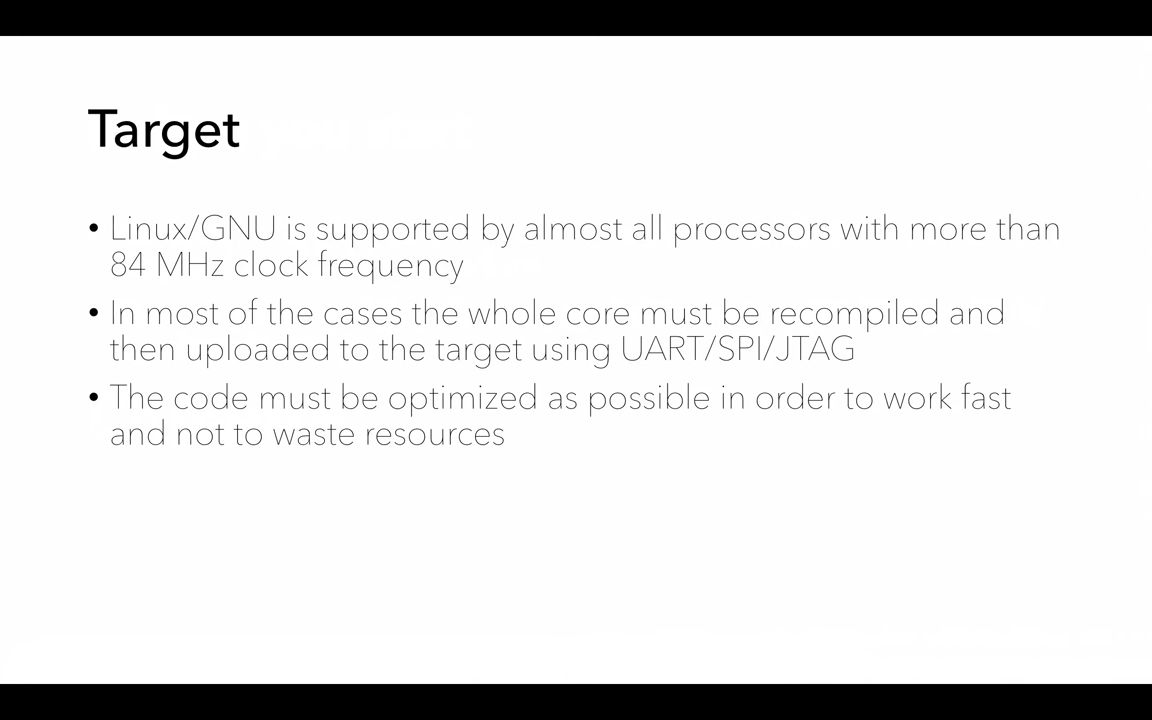 Target
• Linux/GNU is supported by almost all processors with more than
84 MHz clock frequency
• In most of the cases the whole core must be recompiled and
then uploaded to the target using UART/SPI/JTAG
• The code must be optimized as possible in order to work fast
and not to waste resources